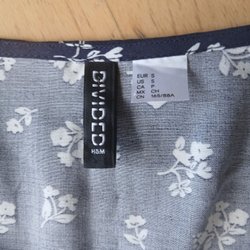 DIVIDED
H&M
EUR S
US S
CA P
MX CH
CN 165/88A